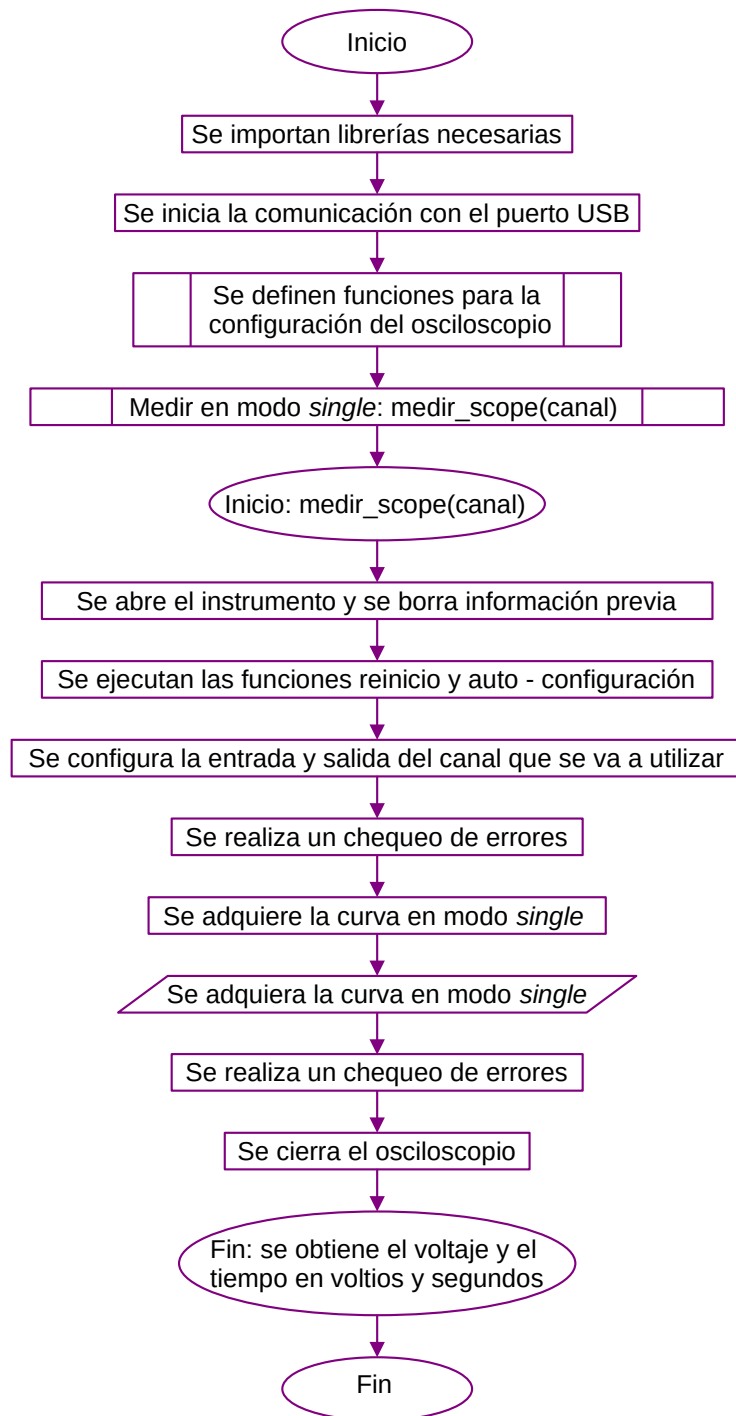 Inicio
Se importan librerías necesarias
Se inicia la comunicación con el puerto USB
Se definen funciones para la
configuración del osciloscopio
Medir en modo single: medir_scope(canal)
Inicio: medir_scope(canal)
Se abre el instrumento y se borra información previa
Se ejecutan las funciones reinicio y auto - configuración
Se configura la entrada y salida del canal que se va a utilizar
Se realiza un chequeo de errores
Se adquiere la curva en modo single
Se adquiera la curva en modo single
Se realiza un chequeo de errores
Se cierra el osciloscopio
Fin: se obtiene el voltaje y el
tiempo en voltios y segundos
Fin